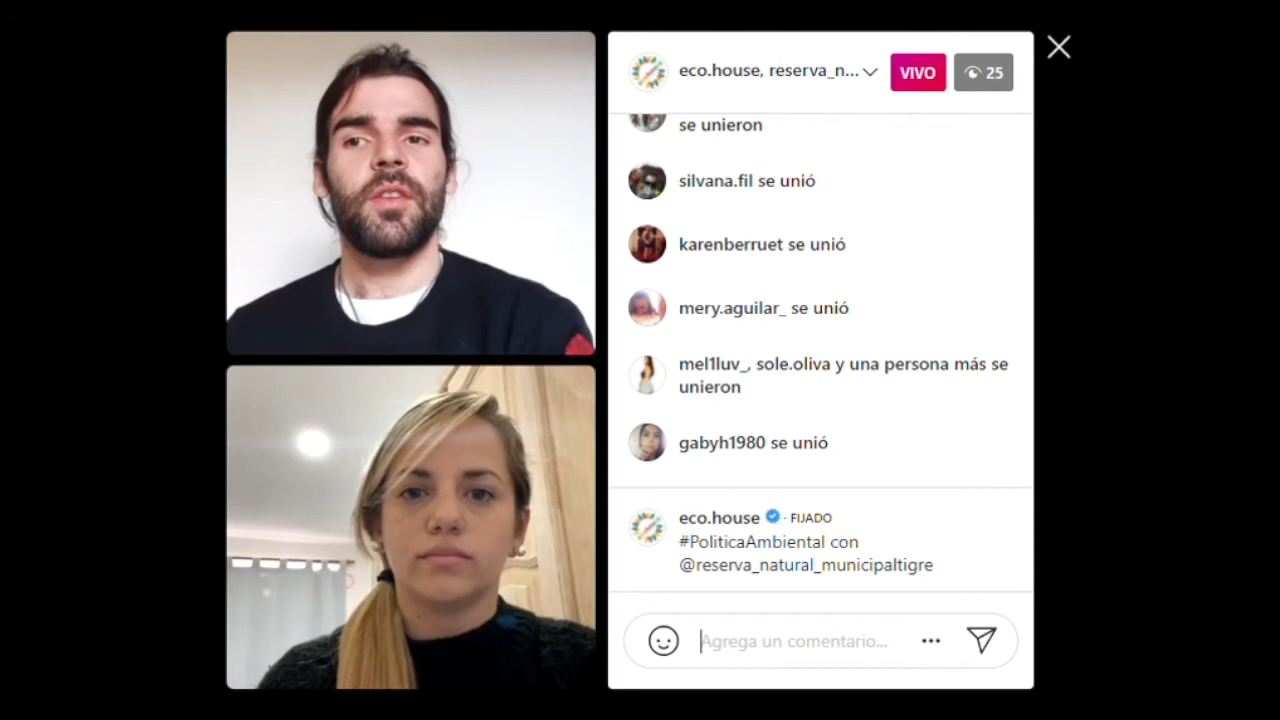 eco.house, reserva_n...
VIVO
25
se unieron
silvana.fil se unió
karenberruet se unió
mery.aguilar_ se unió
mel1luv_, sole.oliva y una persona más se
unieron
gabyh1980 se unió
eco.house · FIJADO
#PoliticaAmbiental con
@reserva_natural_municipaltigre
Agrega un comentario...